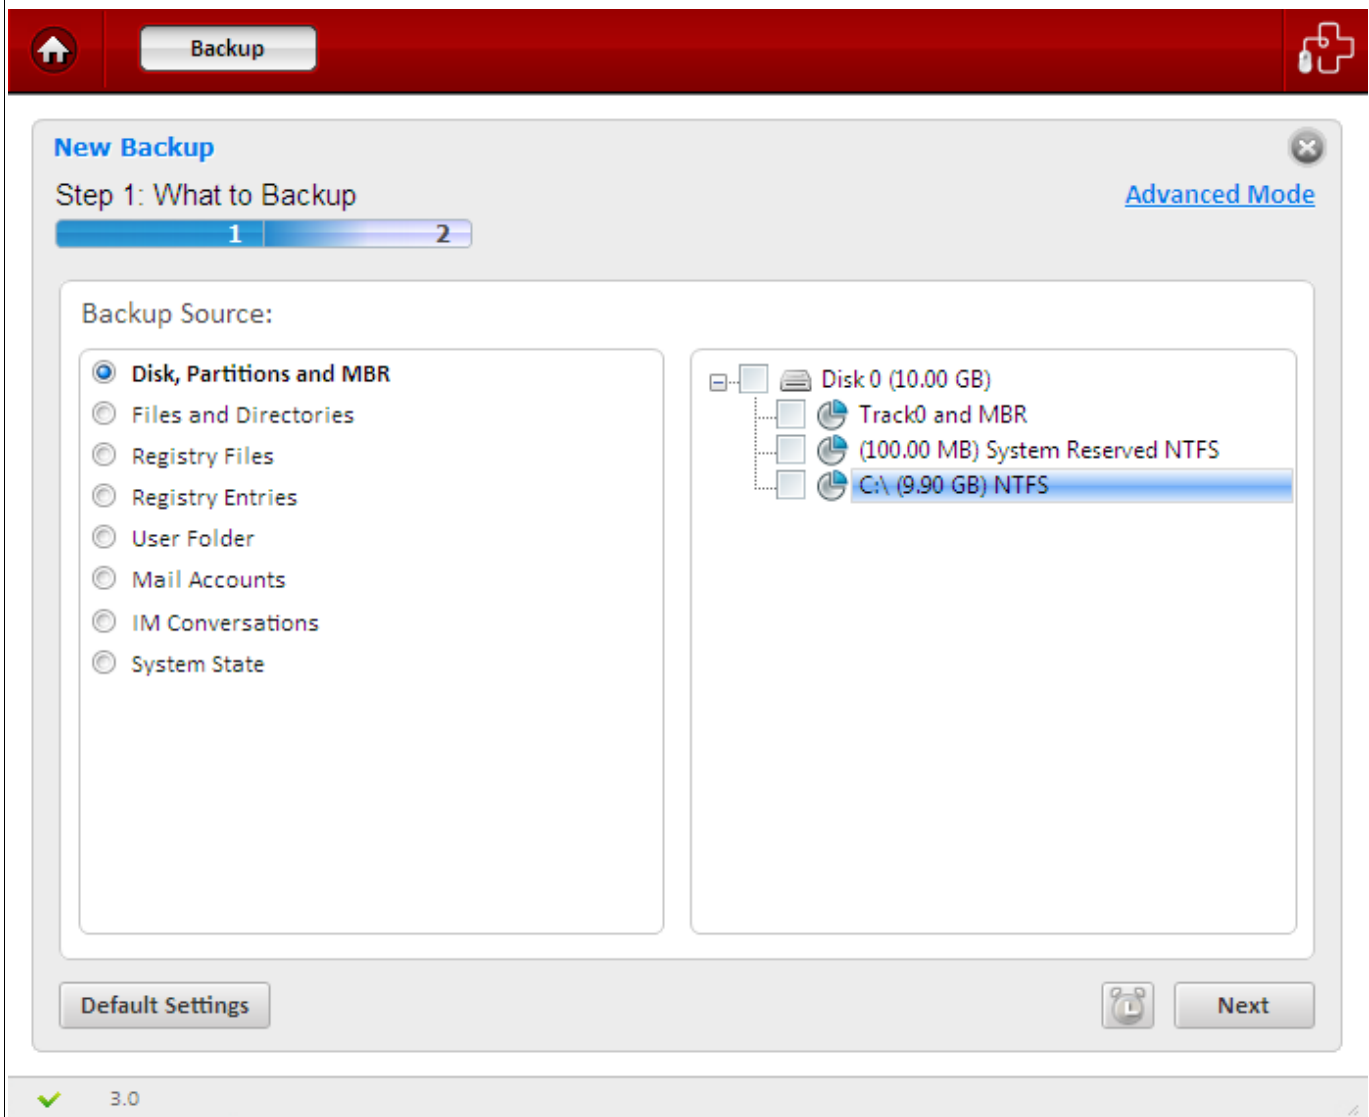 Backup
New Backup
Step 1: What to Backup
Advanced Mode
1 2
Backup Source:
Disk, Partitions and MBR
Files and Directories
Registry Files
Registry Entries
User Folder
Mail Accounts
IM Conversations
System State
Disk 0 (10.00 GB)
Track0 and MBR
(100.00 MB) System Reserved NTFS
C:\ (9.90 GB) NTFS
Default Settings
Next
3.0